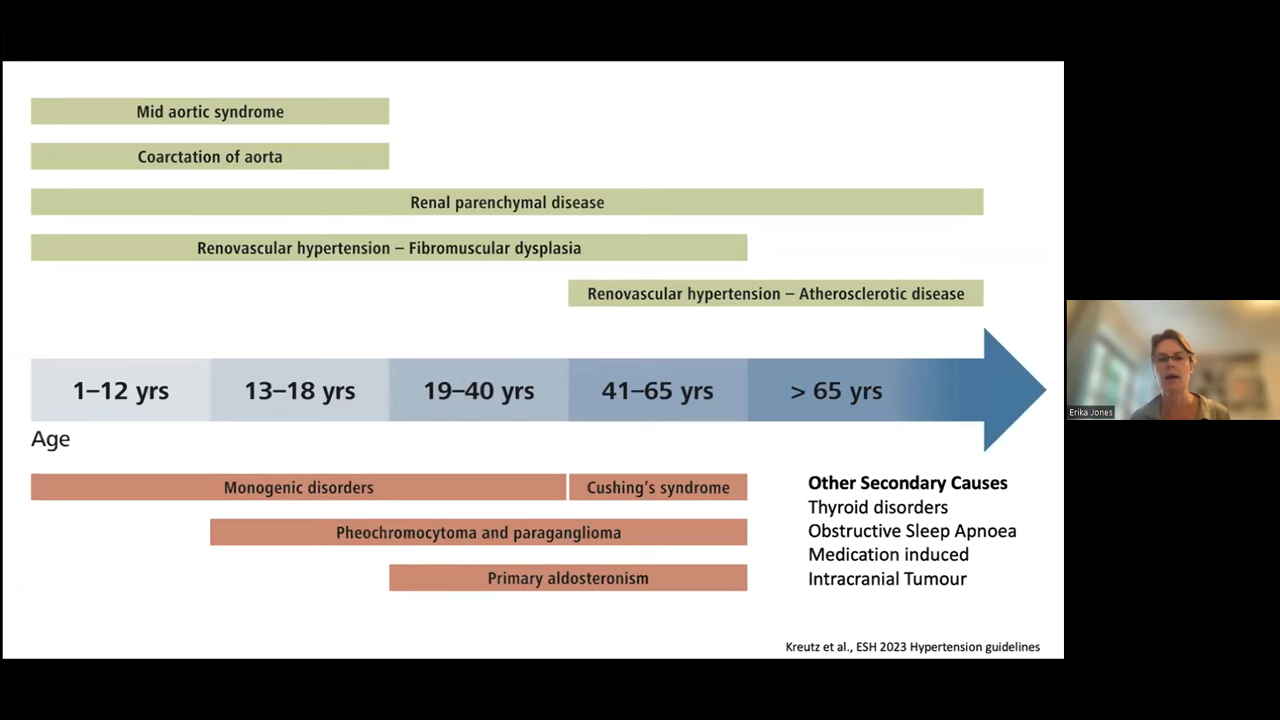 Mid aortic syndrome
Coarctation of aorta
Renal parenchymal disease
Renovascular hypertension – Fibromuscular dysplasia
Renovascular hypertension – Atherosclerotic disease
1–12 yrs
13–18 yrs
19–40 yrs
41–65 yrs
> 65 yrs
Age
Monogenic disorders
Cushing's syndrome
Pheochromocytoma and paraganglioma
Primary aldosteronism
Other Secondary Causes
Thyroid disorders
Obstructive Sleep Apnoea
Medication induced
Intracranial Tumour
Kreutz et al., ESH 2023 Hypertension guidelines
Erika Jones